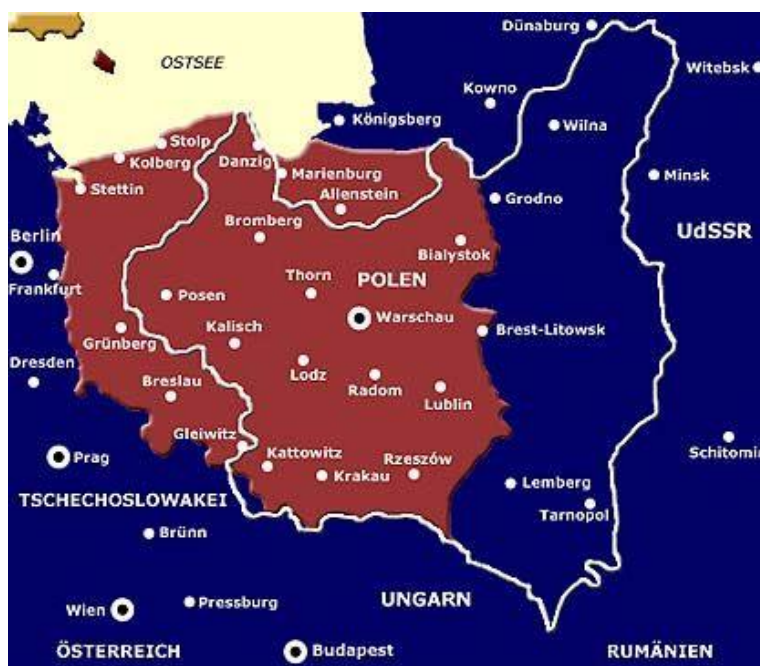 Dünaburg
OSTSEE
Witebsk
Kowno
Königsberg
Wilna
Stolp
Danzig
Kolberg
Marienburg
Minsk
Stettin
Allenstein
Grodno
Bromberg
UdSSR
Berlin
Bialystok
Thorn
POLEN
Frankfurt
Posen
Warschau
Kalisch
Brest-Litowsk
Grünberg
Dresden
Lodz
Breslau
Radom
Lublin
Gleiwitz
Kattowitz
Rzeszów
Schitomir
Prag
Krakau
Lemberg
TSCHECHOSLOWAKEI
Tarnopol
Brünn
Wien
Pressburg
UNGARN
ÖSTERREICH
Budapest
RUMÄNIEN